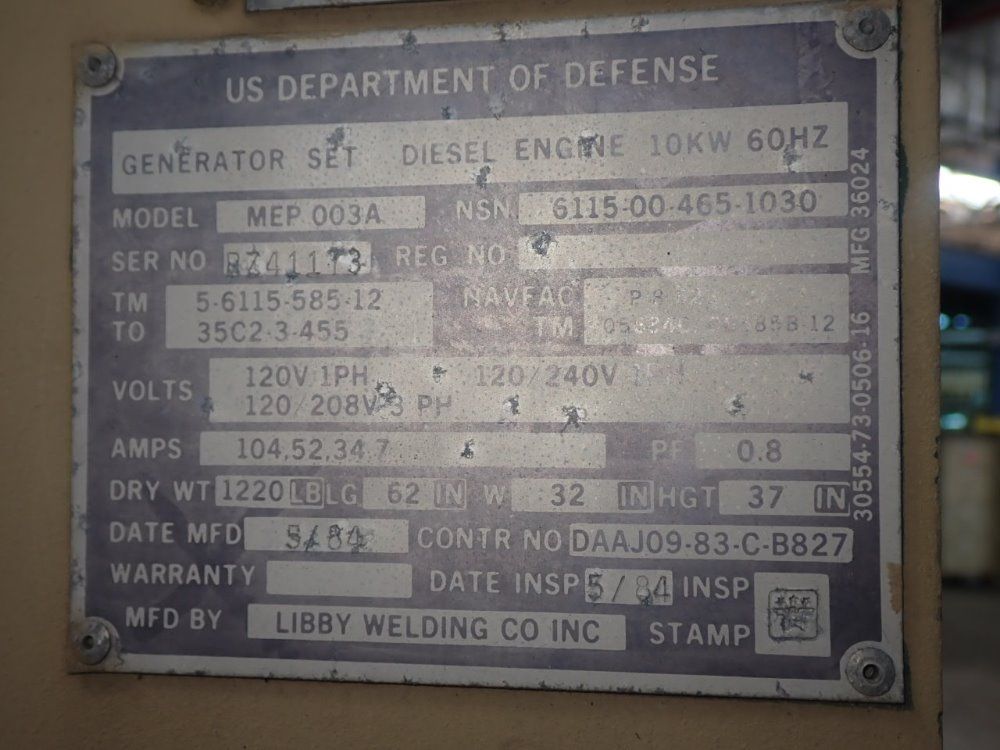 US DEPARTMENT OF DEFENSE
GENERATOR SET DIESEL ENGINE 10KW 60HZ
MODEL MEP 003A NSN 6115-00-465-1030
SER NO REG NO
TM 5-6115-585-12 NAVFAC
TO 35C2-3-455 TM
VOLTS 120V 1PH 120/240V
120/208V 3 PH
AMPS 104,52,34.7 PF 0.8
DRY WT 1220 LB LG 62 IN W 32 IN HGT 37 IN
DATE MFD CONTR NO DAAJ09-83-C-B827
WARRANTY DATE INSP 5/84 INSP
MFD BY LIBBY WELDING CO INC STAMP
30554-73-0506-16 MFG 36024